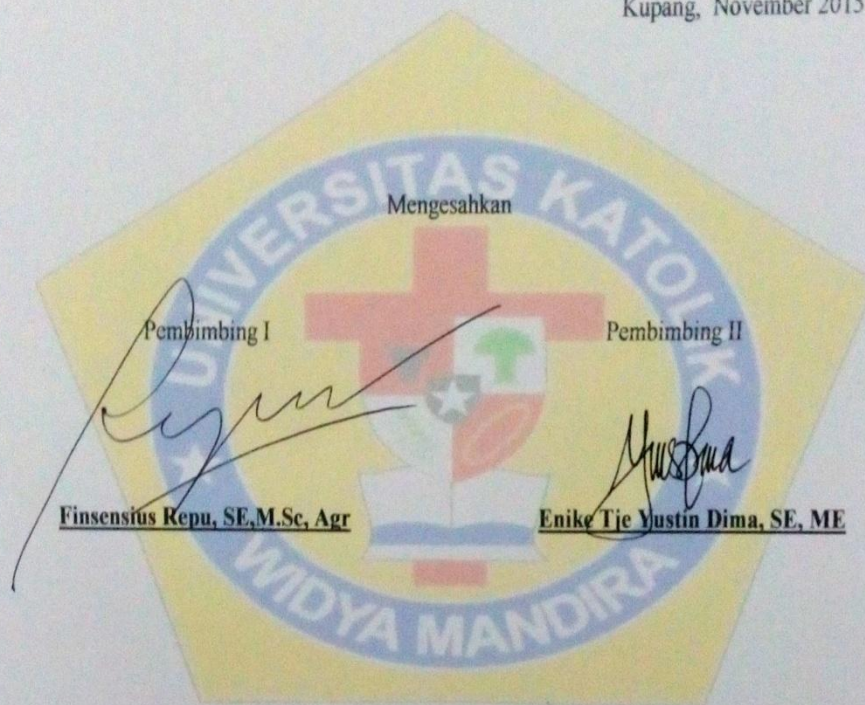 Kupang, November 2015
UNIVERSITAS KATOLIK
Mengesahkan
Pembimbing I
Pembimbing II
Finsensius Repu, SE,M.Sc, Agr
Enike Tje Yustin Dima, SE, ME
WIDYA MANDIRA